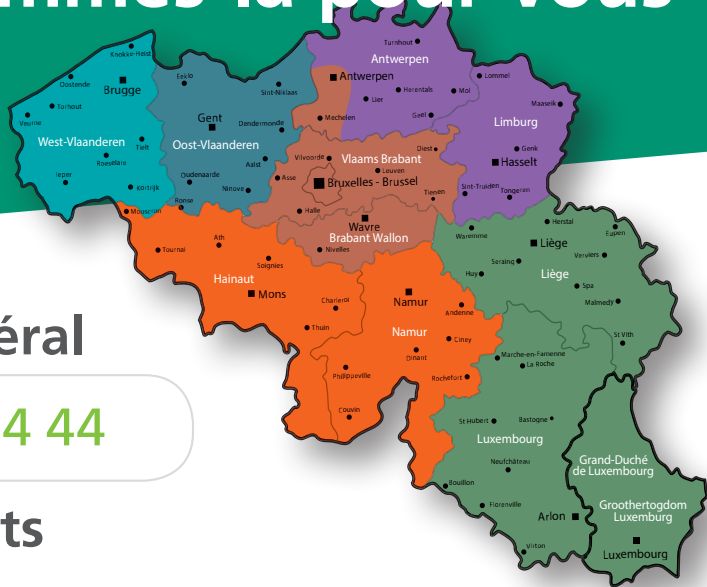 mmes-là pour vous
Turnhout
Knokke-Heist
Antwerpen
Antwerpen
Lommel
Brugge
Eeklo
Oostende
Sint-Niklaas
Herentals
Mol
Lier
Maaseik
Torhout
Veurne
Gent
Mechelen
Geel
Limburg
Dendermonde
West-Vlaanderen
Oost-Vlaanderen
Tielt
Diest
Genk
Roeselare
Vilvoorde
Vlaams Brabant
Hasselt
Aalst
Leuven
Ieper
Oudenaarde
Asse
Bruxelles - Brussel
Kortrijk
Ninove
Tienen
Sint-Truiden
Tongeren
Ronse
Mouscron
Halle
Wavre
Herstal
Eupen
Ath
Brabant Wallon
Waremme
Liège
Tournai
Nivelles
Verviers
Soignies
Seraing
Hainaut
Huy
Liège
Mons
Spa
Charleroi
Namur
Malmedy
Andenne
éral
Thuin
Namur
St Vith
Ciney
Dinant
Marche-en-Famenne
La Roche
Philippeville
Rochefort
4 44
Couvin
St Hubert
Bastogne
Luxembourg
Neufchâteau
Grand-Duché
de Luxembourg
Bouillon
Florenville
Groothertogdom
Luxemburg
Arlon
ts
Virton
Luxembourg